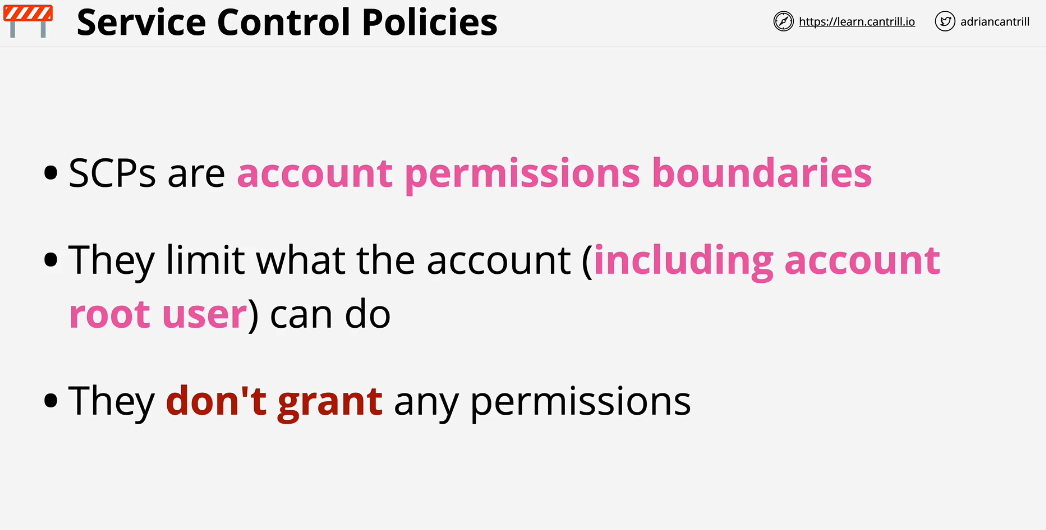 Service Control Policies
https://learn.cantrill.io
adriancantrill
• SCPs are account permissions boundaries
• They limit what the account (including account
root user) can do
• They don't grant any permissions